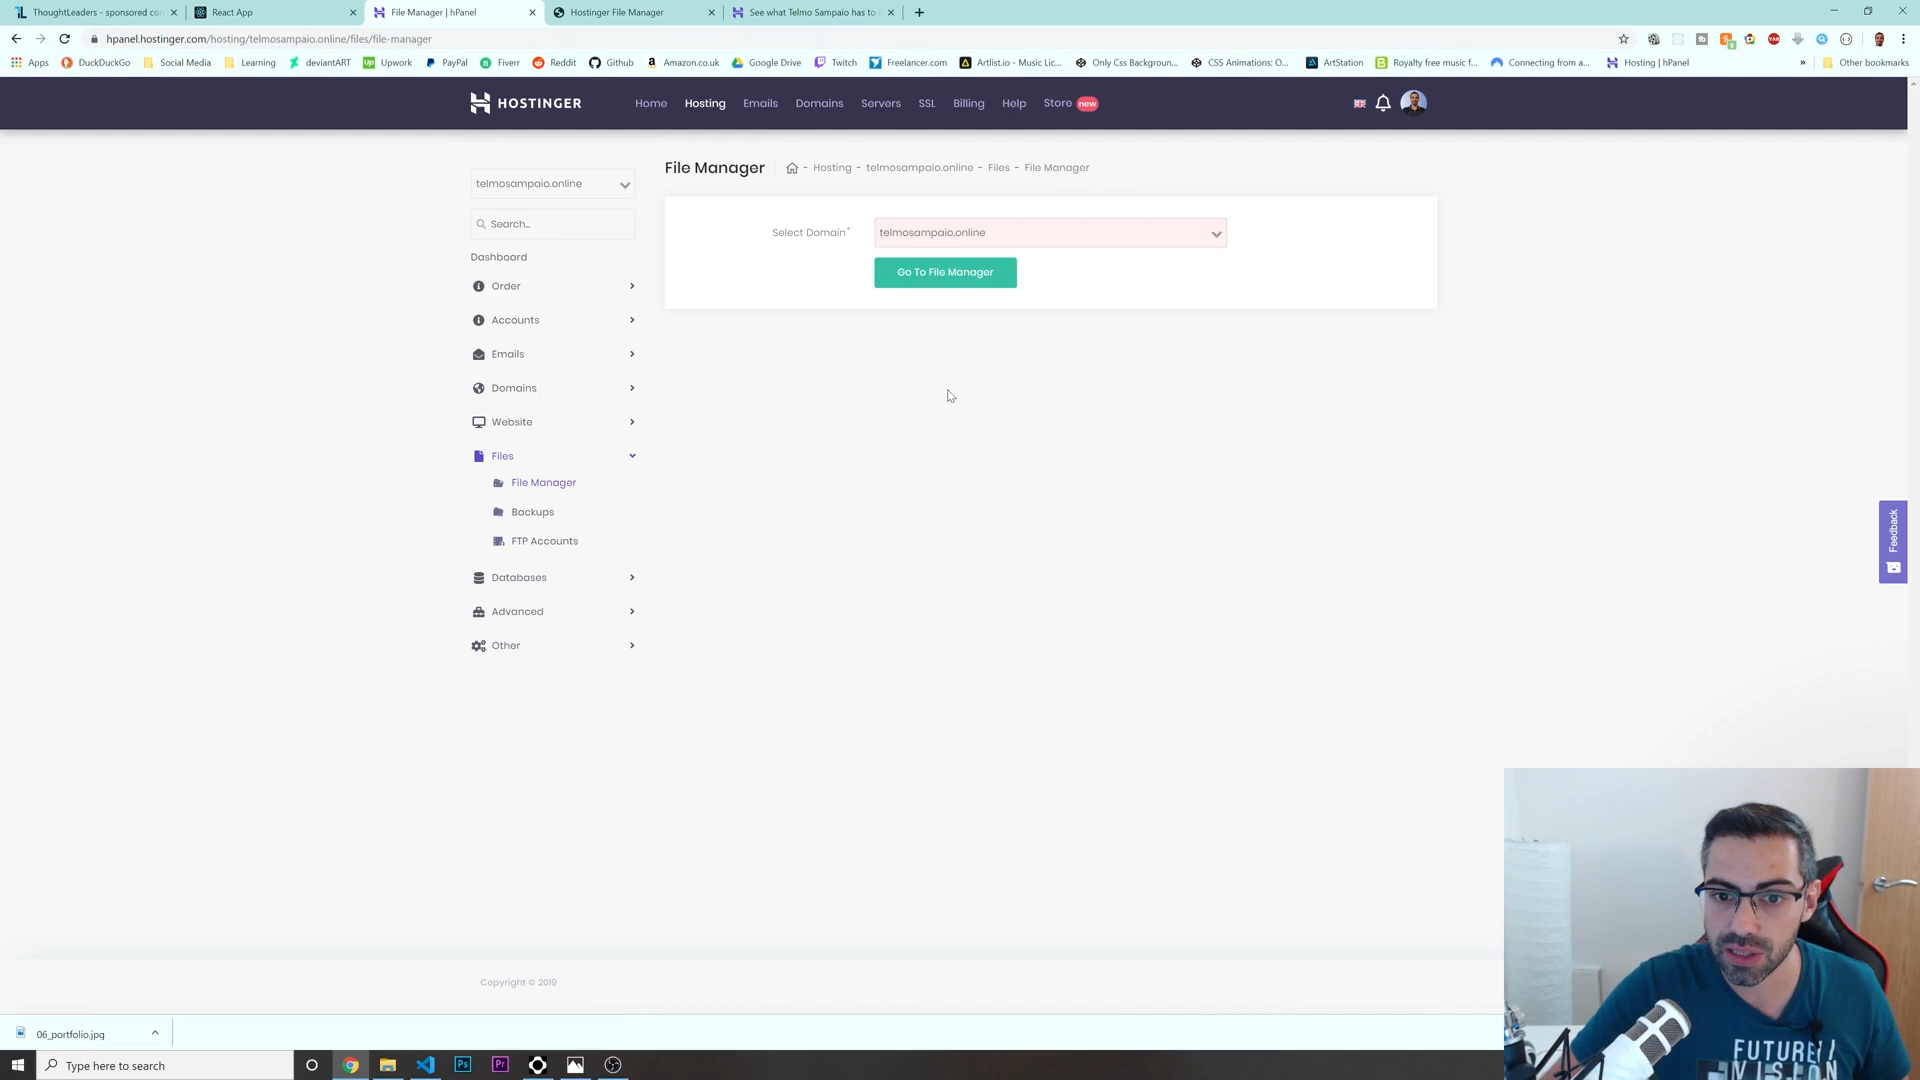 ThoughtLeaders - sponsored con
React App
File Manager | hPanel
Hostinger File Manager
See what Telmo Sampaio has to
hpanel.hostinger.com/hosting/telmosampaio.online/files/file-manager
Apps
DuckDuckGo
Social Media
Learning
deviantART
Upwork
PayPal
Fiverr
Reddit
Github
Amazon.co.uk
Google Drive
Twitch
Freelancer.com
Artlist.io - Music Lic...
Only Css Backgroun...
CSS Animations: O...
ArtStation
Royalty free music f...
Connecting from a...
Hosting | hPanel
»
Other bookmarks
HOSTINGER
Home
Hosting
Emails
Domains
Servers
SSL
Billing
Help
Store new
telmosampaio.online
Search...
Dashboard
Order
Accounts
Emails
Domains
Website
Files
File Manager
Backups
FTP Accounts
Databases
Advanced
Other
File Manager
- Hosting - telmosampaio.online - Files - File Manager
Select Domain*
telmosampaio.online
Go To File Manager
Feedback
Copyright © 2019
06_portfolio.jpg
Type here to search
Ps
Pr
FUTURE
VISION